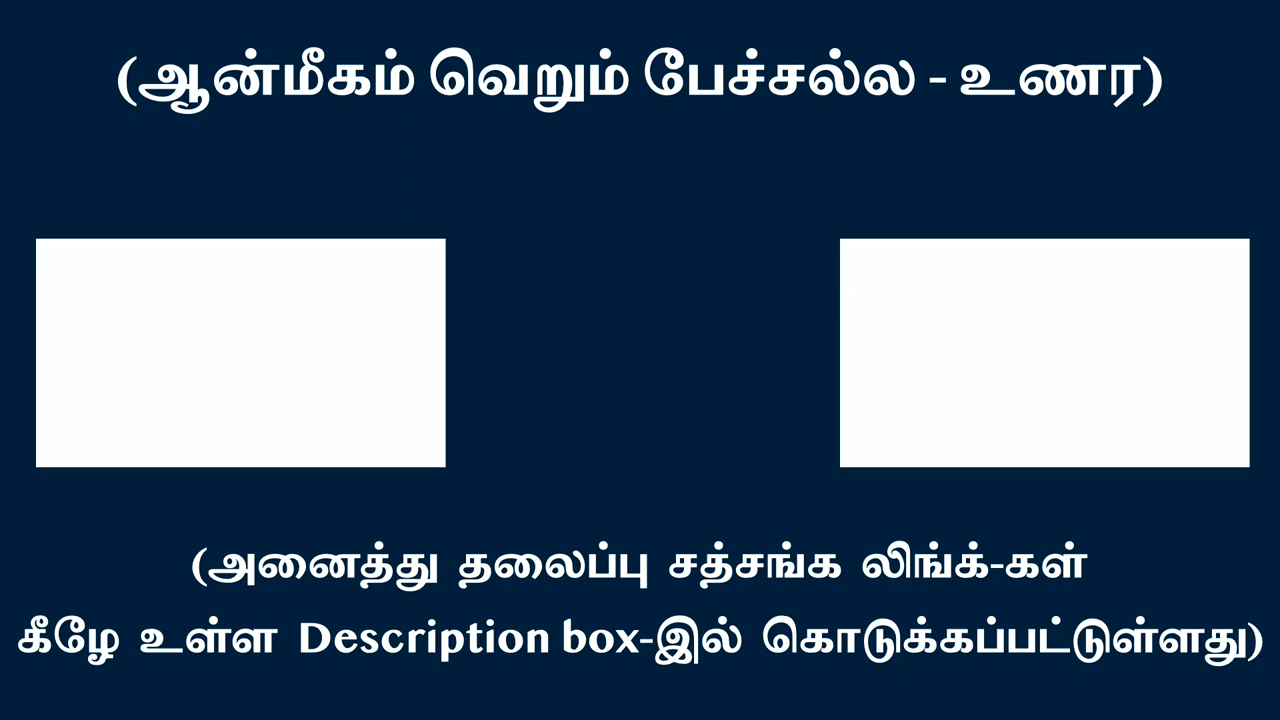 (ஆன்மீகம் வெறும் பேச்சல்ல - உணர)
(அனைத்து தலைப்பு சத்சங்க லிங்க்-கள்
கீழே உள்ள Description box-இல் கொடுக்கப்பட்டுள்ளது)